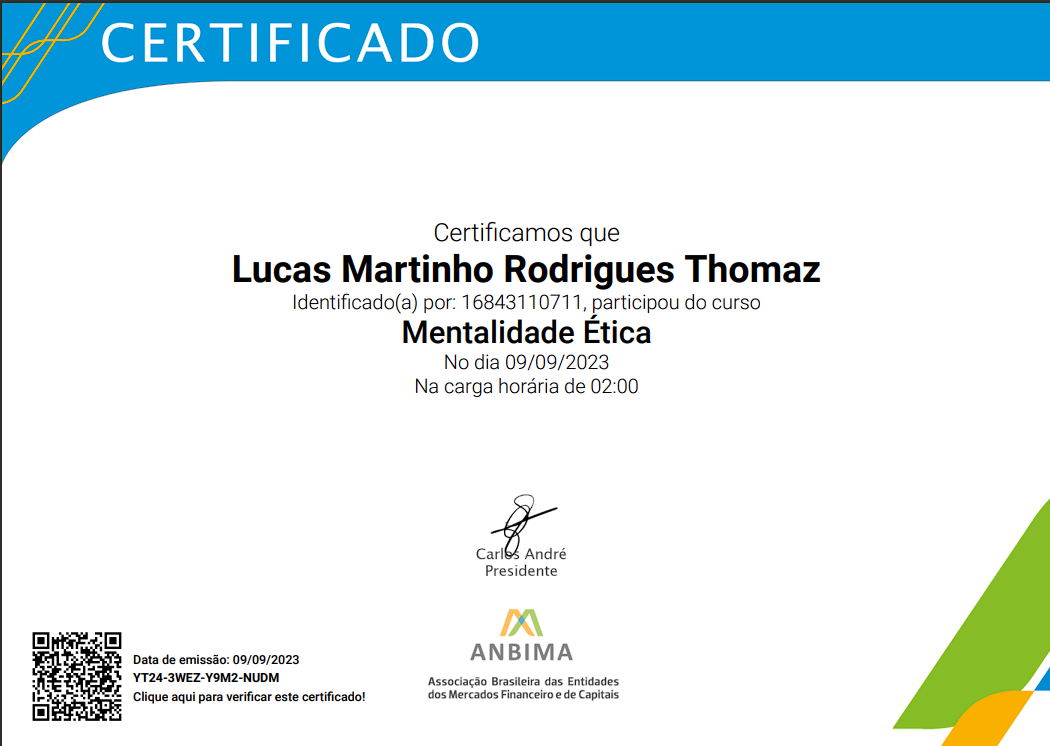 CERTIFICADO
Certificamos que
Lucas Martinho Rodrigues Thomaz
Identificado(a) por: 16843110711, participou do curso
Mentalidade Ética
No dia 09/09/2023
Na carga horária de 02:00
Carlos André
Presidente
ANBIMA
Associação Brasileira das Entidades
dos Mercados Financeiro e de Capitais
Data de emissão: 09/09/2023
YT24-3WEZ-Y9M2-NUDM
Clique aqui para verificar este certificado!